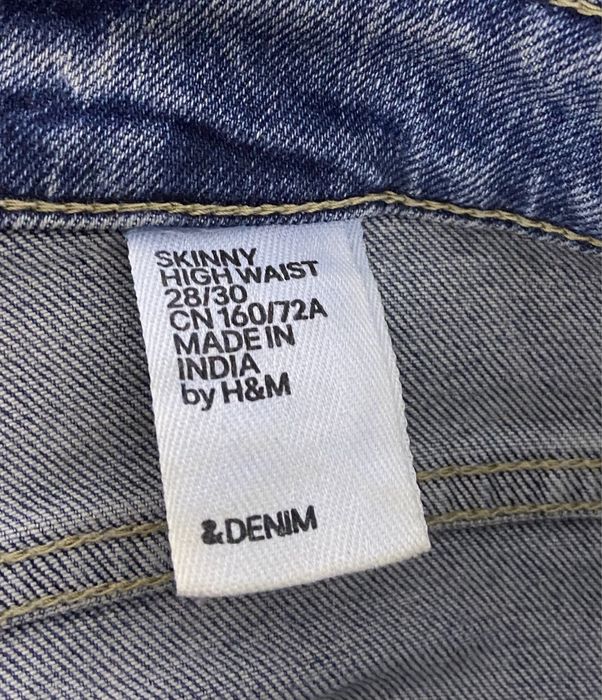 SKINNY
HIGH WAIST
28/30
CN 160/72A
MADE IN
INDIA
by H&M
&DENIM